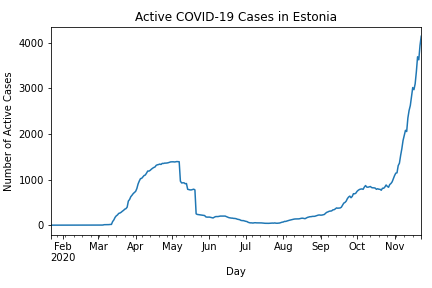 Active COVID-19 Cases in Estonia
Number of Active Cases
4000
3000
2000
1000
0
Feb Mar Apr May Jun Jul Aug Sep Oct Nov
2020
Day